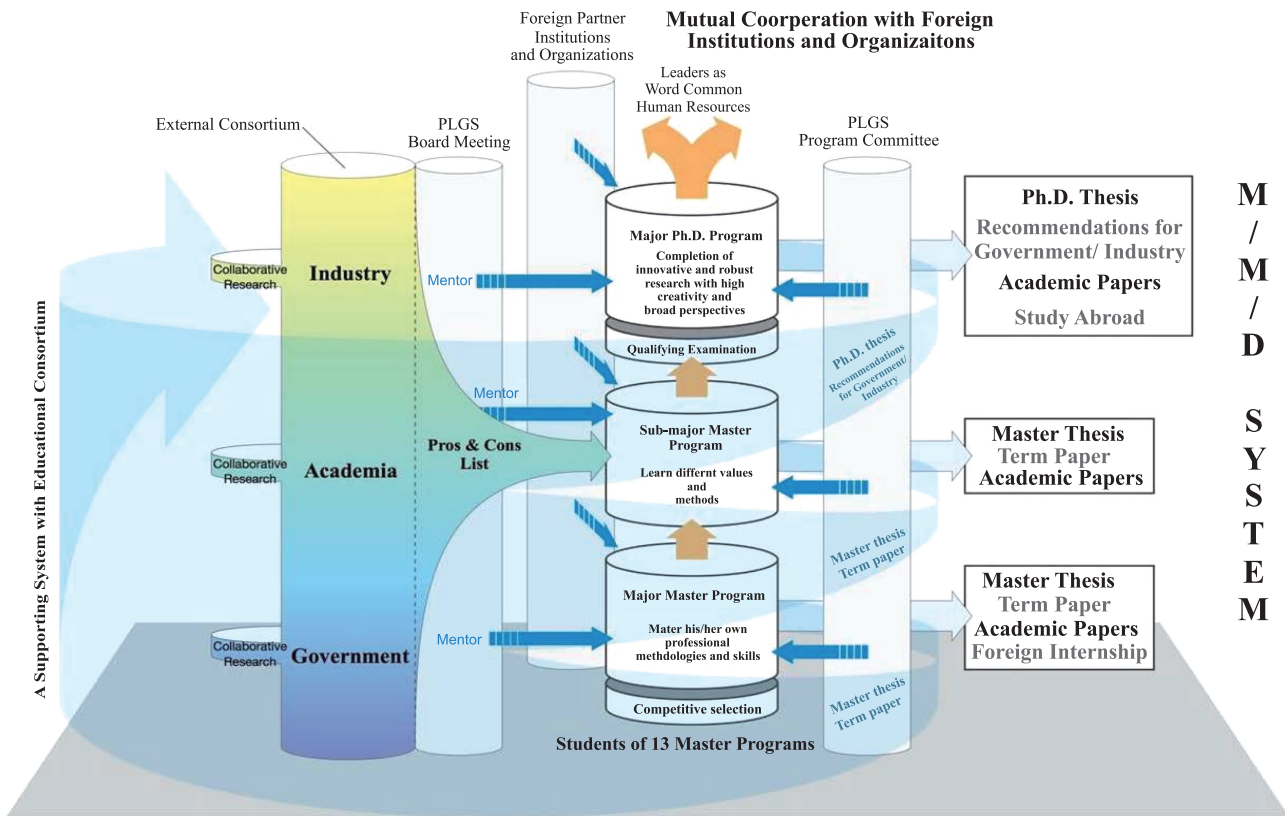 Foreign Partner
Institutions
and Organizations
Mutual Coorperation with Foreign
Institutions and Organizaitons
Leaders as
Word Common
Human Resources
External Consortium
PLGS
Board Meeting
PLGS
Program Committee
A Supporting System with Educational Consortium
Collaborative
Research
Industry
Collaborative
Research
Academia
Collaborative
Research
Government
Pros & Cons
List
Mentor
Mentor
Mentor
Major Ph.D. Program
Completion of
innovative and robust
research with high
creativity and
broad perspectives
Qualifying Examination
Sub-major Master
Program
Learn differnt values
and
methods
Major Master Program
Mater his/her own
professional
methdologies and skills
Competitive selection
Students of 13 Master Programs
Ph.D. thesis
Recommendations
for Government/
Industry
Master thesis
Term paper
Master thesis
Term paper
Ph.D. Thesis
Recommendations for
Government/ Industry
Academic Papers
Study Abroad
Master Thesis
Term Paper
Academic Papers
Master Thesis
Term Paper
Academic Papers
Foreign Internship
M/M/D SYSTEM